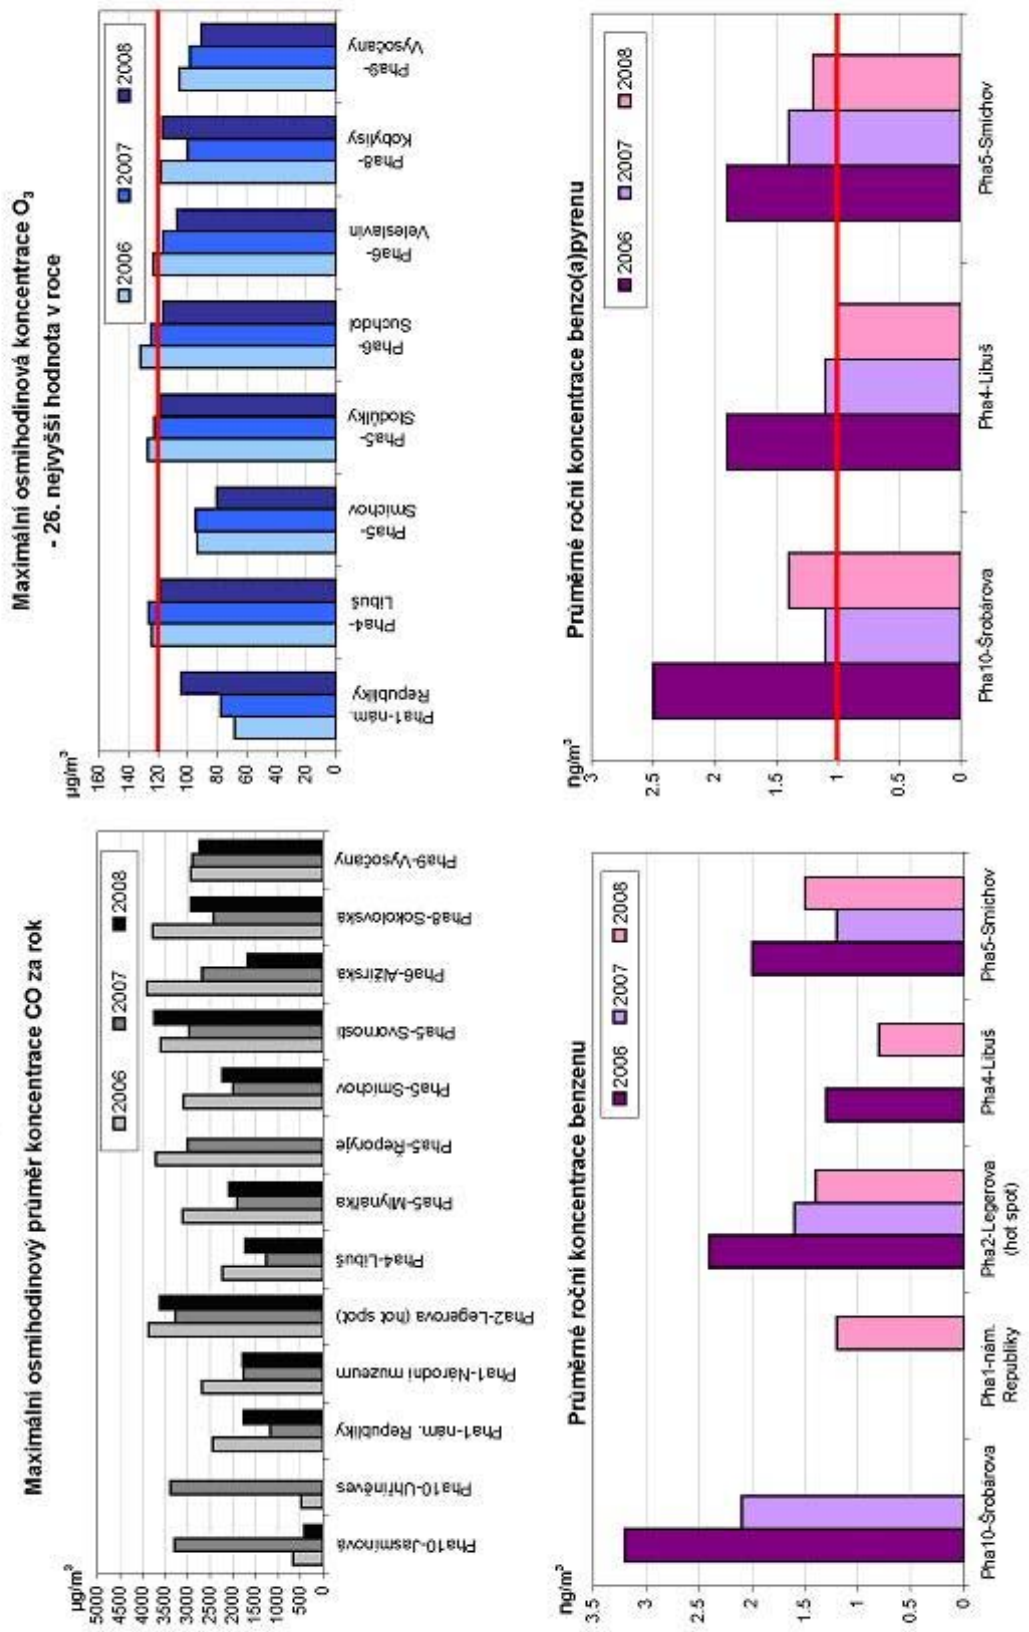 Maximální osmihodinový průměr koncentrace CO za rok
µg/m³
2006
2007
2008
5000
4500
4000
3500
3000
2500
2000
1500
1000
500
0
Pha10-Jasmínová
Pha10-Uhříněves
Pha1-nám. Republiky
Pha1-Národní muzeum
Pha2-Legerova (hot spot)
Pha4-Libuš
Pha5-Mlynářka
Pha5-Řeporyje
Pha5-Smíchov
Pha5-Svornosti
Pha6-Alžírská
Pha8-Sokolovská
Pha9-Vysočany
Maximální osmihodinová koncentrace O₃
- 26. nejvyšší hodnota v roce
µg/m³
2006
2007
2008
160
140
120
100
80
60
40
20
0
Pha1-nám.
Republiky
Pha4-
Libuš
Pha5-
Smíchov
Pha5-
Stodůlky
Pha6-
Suchdol
Pha6-
Veleslavín
Pha8-
Kobylisy
Pha9-
Vysočany
Průměrné roční koncentrace benzenu
ng/m³
2006
2007
2008
3.5
3
2.5
2
1.5
1
0.5
0
Pha10-Šrobárova
Pha1-nám.
Republiky
Pha2-Legerova
(hot spot)
Pha4-Libuš
Pha5-Smíchov
Průměrné roční koncentrace benzo(a)pyrenu
ng/m³
2006
2007
2008
3
2.5
2
1.5
1
0.5
0
Pha10-Šrobárova
Pha4-Libuš
Pha5-Smíchov